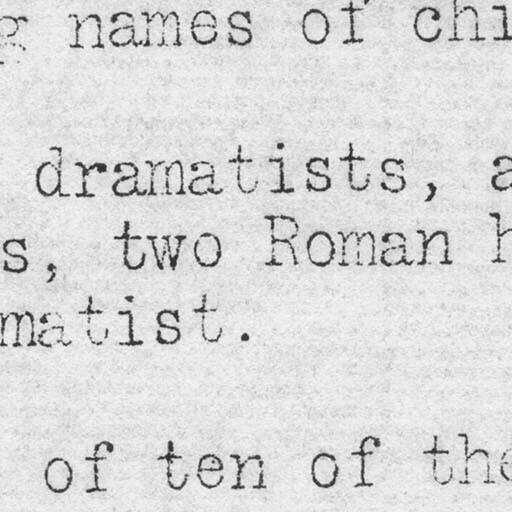 g names of chi
dramatists, a
s, two Roman h
matist.
of ten of the